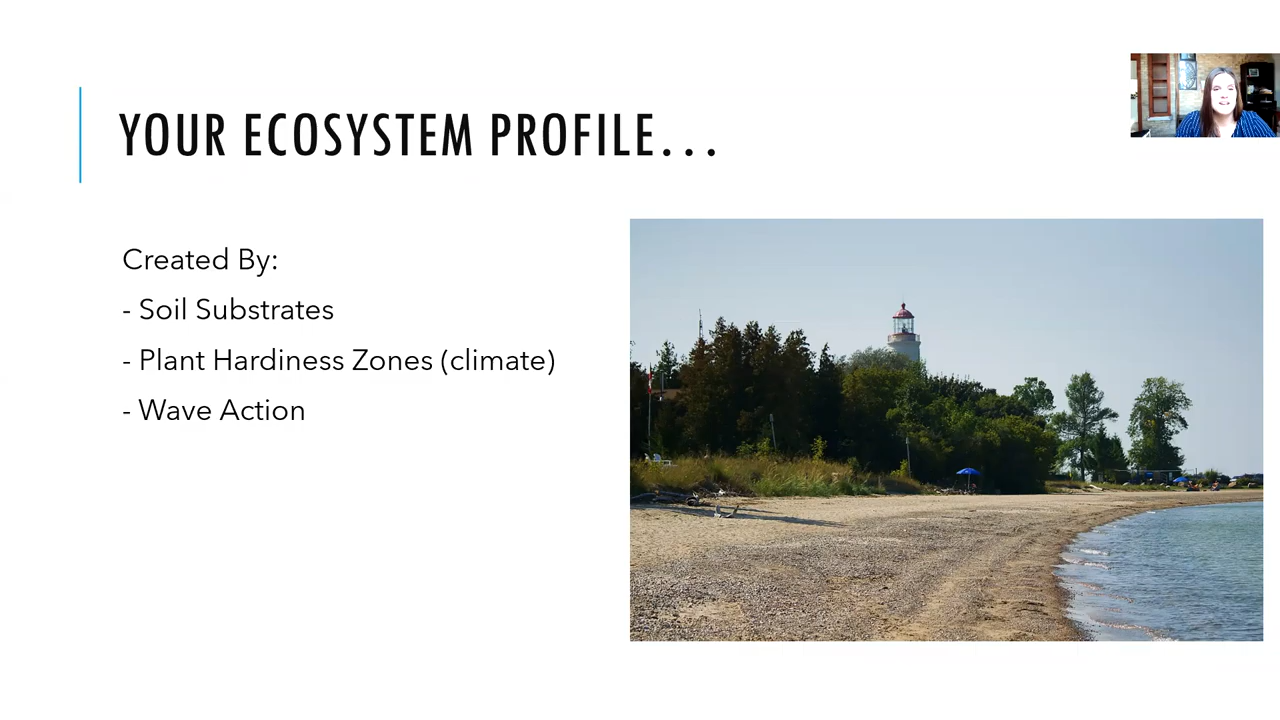 YOUR ECOSYSTEM PROFILE...
Created By:
- Soil Substrates
- Plant Hardiness Zones (climate)
- Wave Action